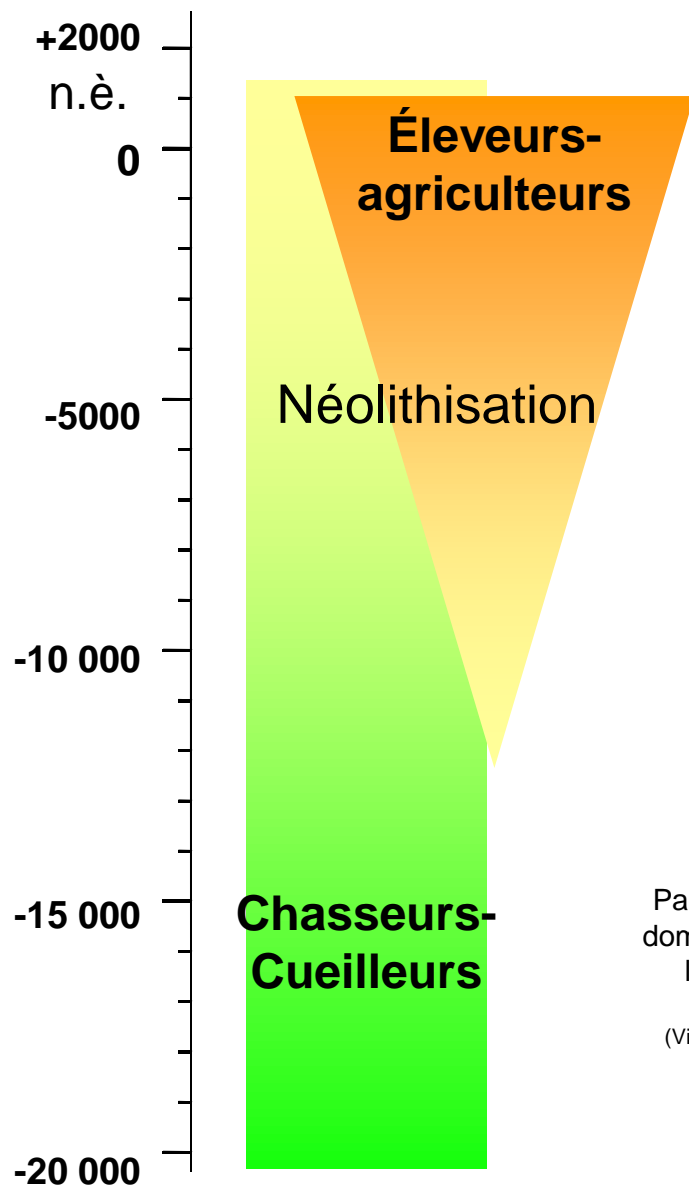 +2000
n.è.
0
Éleveurs-
agriculteurs
-5000
Néolithisation
-10 000
-15 000
Chasseurs-
Cueilleurs
-20 000